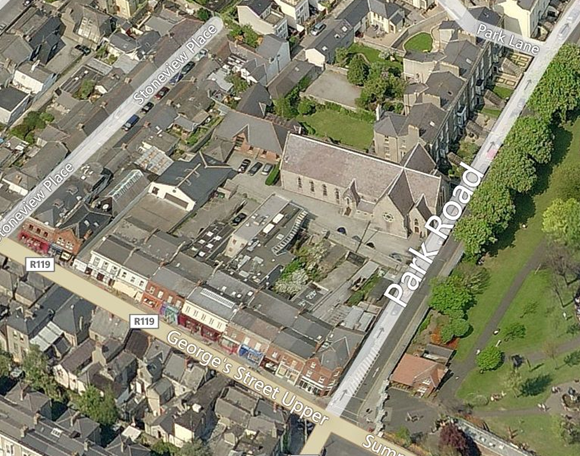 Park Lane
Stoneview Place
Stoneview Place
Park Road
R119
R119
George's Street Upper
Sum